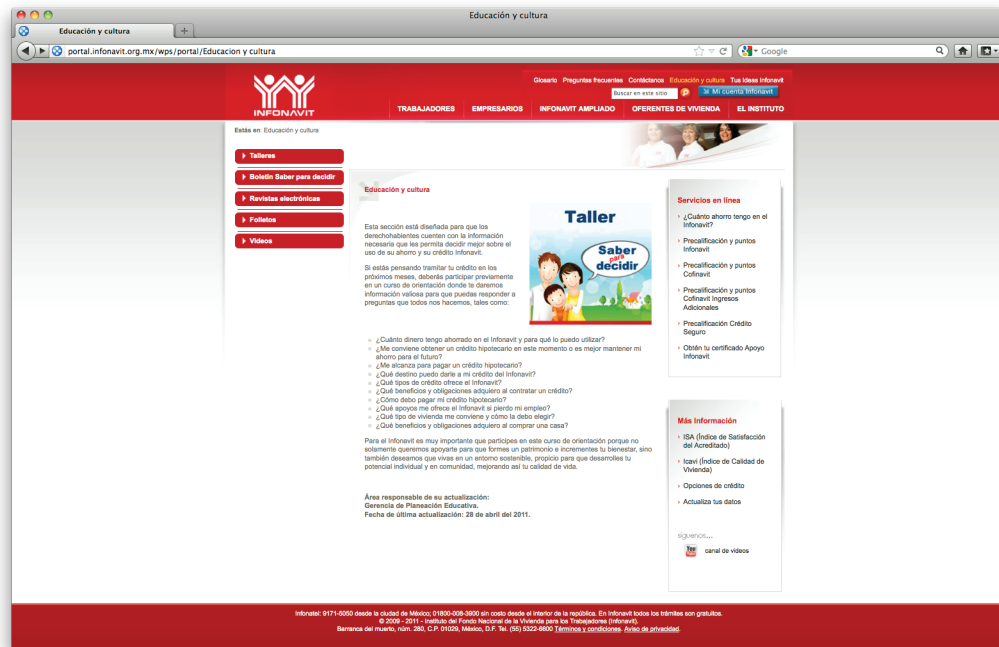 Educación y cultura
Educación y cultura
portal.infonavit.org.mx/wps/portal/Educacion y cultura
Google
INFONAVIT
Glosario Preguntas frecuentes Contáctanos Educación y cultura Tus ideas Infonavit
Buscar en este sitio
Mi cuenta Infonavit
TRABAJADORES EMPRESARIOS INFONAVIT AMPLIADO OFERENTES DE VIVIENDA EL INSTITUTO
Estás en: Educación y cultura
Talleres
Boletín Saber para decidir
Revistas electrónicas
Folletos
Videos
Educación y cultura
Esta sección está diseñada para que los
derechohabientes cuenten con la información
necesaria que les permita decidir mejor sobre el
uso de su ahorro y su crédito Infonavit.
Si estás pensando tramitar tu crédito en los
próximos meses, deberás participar previamente
en un curso de orientación donde te daremos
información valiosa para que puedas responder a
preguntas que todos nos hacemos, tales como:
Taller
Saber
para
decidir
¿Cuánto dinero tengo ahorrado en el Infonavit y para qué lo puedo utilizar?
¿Me conviene obtener un crédito hipotecario en este momento o es mejor mantener mi
ahorro para el futuro?
¿Me alcanza para pagar un crédito hipotecario?
¿Qué destino puedo darle a mi crédito del Infonavit?
¿Qué tipos de crédito ofrece el Infonavit?
¿Qué beneficios y obligaciones adquiero al contratar un crédito?
¿Cómo debo pagar mi crédito hipotecario?
¿Qué apoyos me ofrece el Infonavit si pierdo mi empleo?
¿Qué tipo de vivienda me conviene y cómo la debo elegir?
¿Qué beneficios y obligaciones adquiero al comprar una casa?
Para el Infonavit es muy importante que participes en este curso de orientación porque no
solamente queremos apoyarte para que formes un patrimonio e incrementes tu bienestar, sino
también deseamos que vivas en un entorno sostenible, propicio para que desarrolles tu
potencial individual y en comunidad, mejorando así tu calidad de vida.
Área responsable de su actualización:
Gerencia de Planeación Educativa.
Fecha de última actualización: 28 de abril del 2011.
Servicios en línea
¿Cuánto ahorro tengo en el
Infonavit?
Precalificación y puntos
Infonavit
Precalificación y puntos
Cofinavit
Precalificación y puntos
Cofinavit Ingresos
Adicionales
Precalificación Crédito
Seguro
Obtén tu certificado Apoyo
Infonavit
Más Información
ISA (Índice de Satisfacción
del Acreditado)
Icavi (Índice de Calidad de
Vivienda)
Opciones de crédito
Actualiza tus datos
síguenos...
You
Tube
canal de videos
Infonatel: 9171-5050 desde la ciudad de México; 01800-008-3900 sin costo desde el interior de la república. En Infonavit todos los trámites son gratuitos.
© 2009 - 2011 - Instituto del Fondo Nacional de la Vivienda para los Trabajadores (Infonavit).
Barranca del muerto, núm. 280, C.P. 01029, México, D.F. Tel. (55) 5322-6600 Términos y condiciones. Aviso de privacidad.